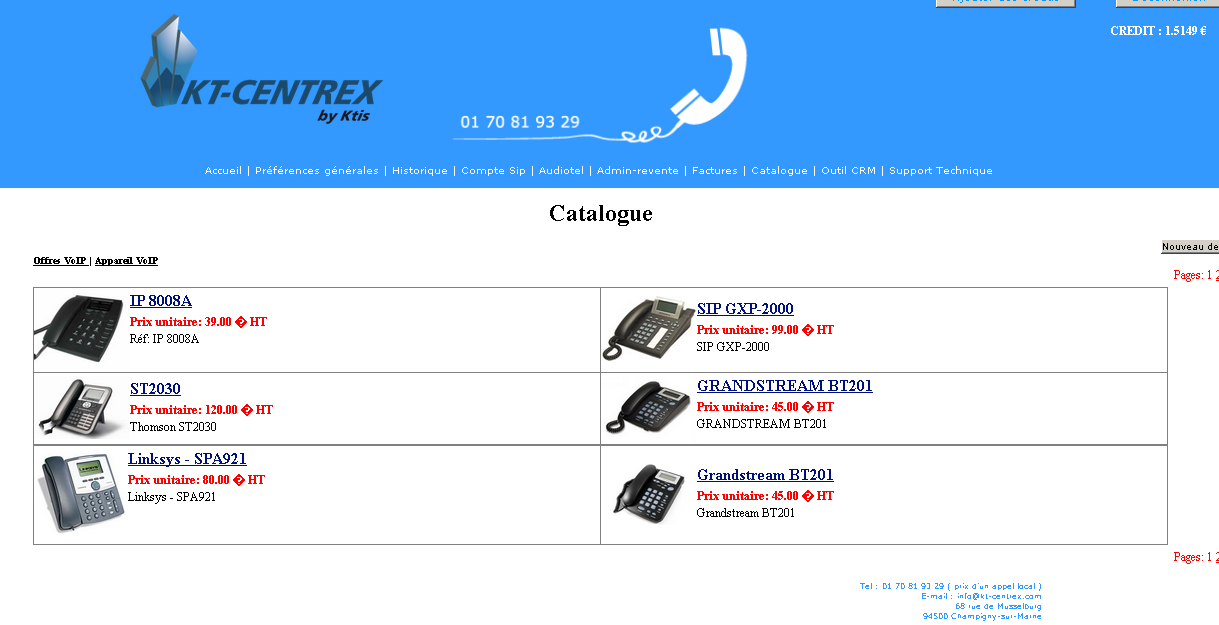 CREDIT : 1.5149 €
KT-CENTREX
by Ktis
01 70 81 93 29
Accueil | Préférences générales | Historique | Compte Sip | Audiotel | Admin-revente | Factures | Catalogue | Outil CRM | Support Technique
Catalogue
Nouveau de
Offres VoIP | Appareil VoIP
Pages: 1 2
IP 8008A
Prix unitaire: 39.00 � HT
Réf: IP 8008A
SIP GXP-2000
Prix unitaire: 99.00 � HT
SIP GXP-2000
ST2030
Prix unitaire: 120.00 � HT
Thomson ST2030
GRANDSTREAM BT201
Prix unitaire: 45.00 � HT
GRANDSTREAM BT201
Linksys - SPA921
Prix unitaire: 80.00 � HT
Linksys - SPA921
Grandstream BT201
Prix unitaire: 45.00 � HT
Grandstream BT201
Pages: 1 2
Tel : 01 70 81 93 29 ( prix d'un appel local )
E-mail : info@kt-centrex.com
68 rue de Musselburg
94500 Champigny-sur-Marne